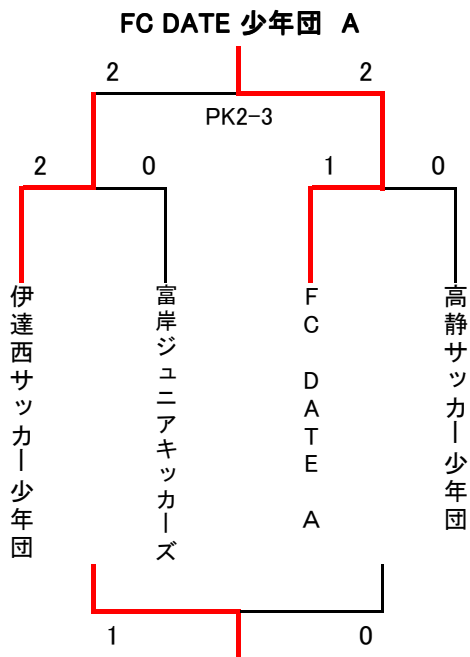 FC DATE 少年団 A
2 2
PK2-3
2 0 1 0
伊達西サッカー少年団
富岸ジュニアキッカーズ
FC DATE A
高静サッカー少年団
1 0